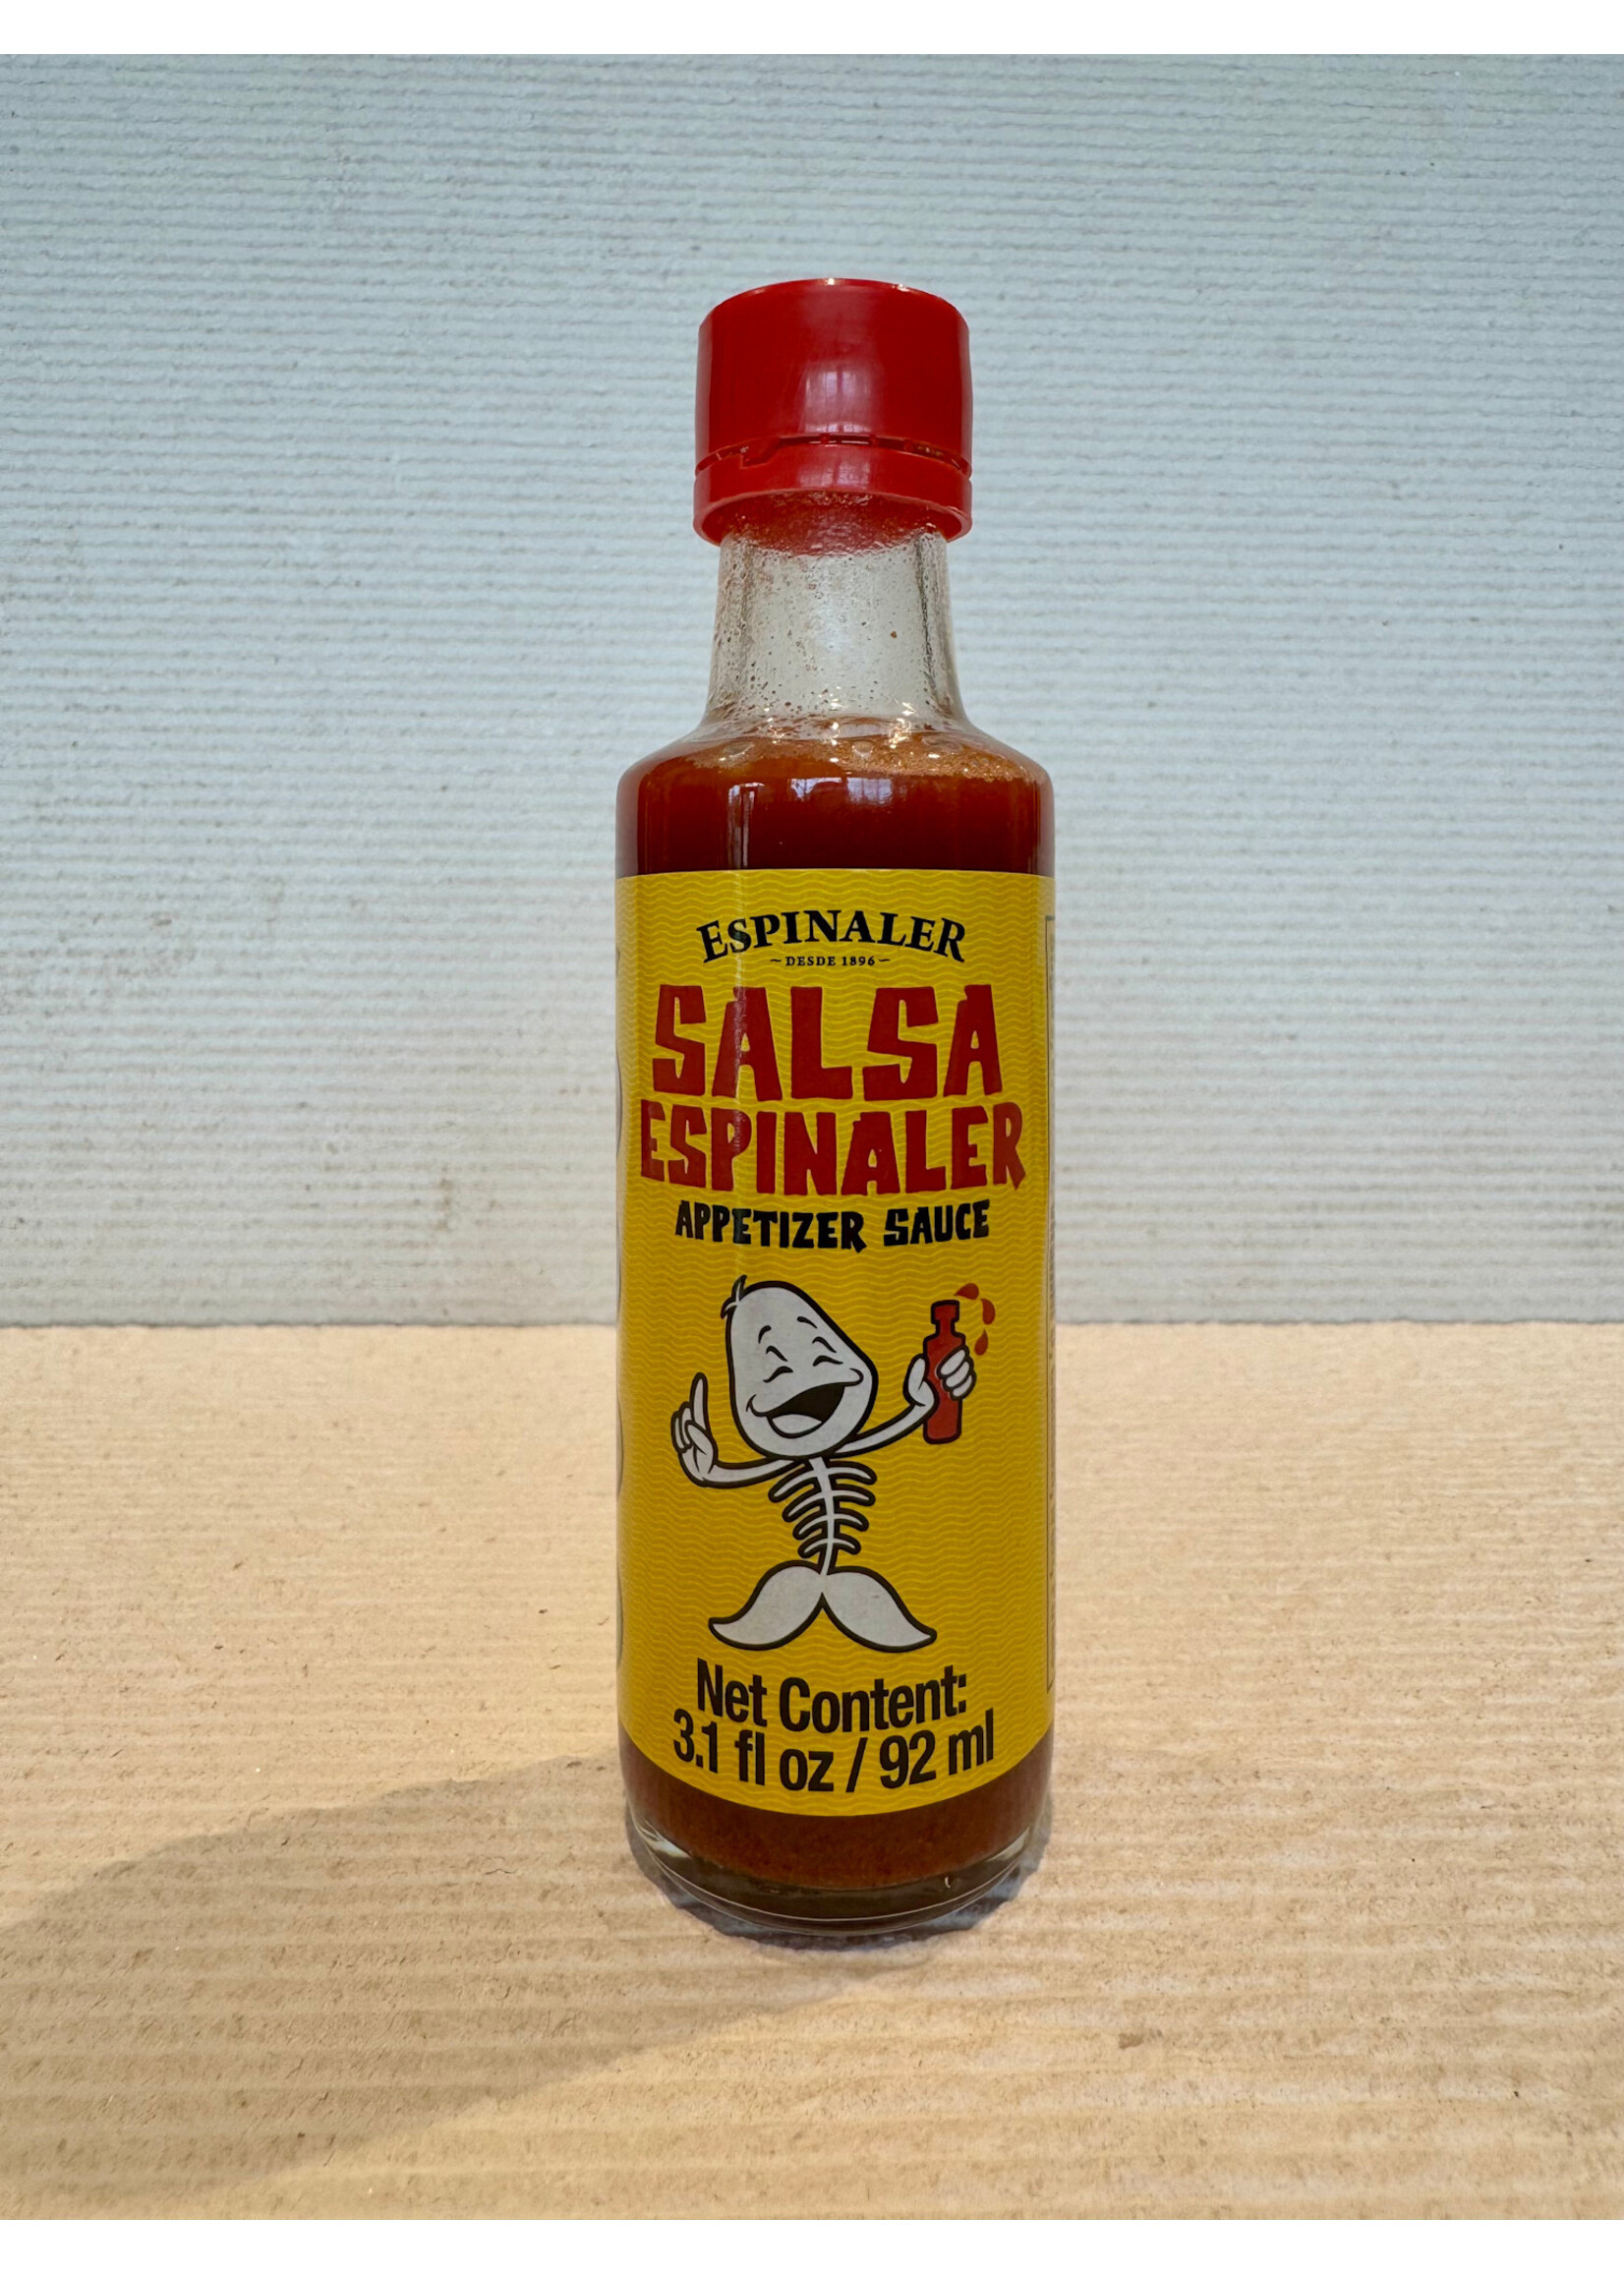 ESPINALER
~ DESDE 1896 ~
SALSA
ESPINALER
APPETIZER SAUCE
Net Content:
3.1 fl oz / 92 ml